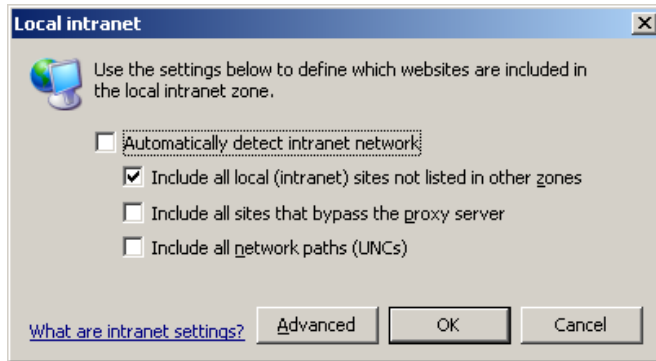 Local intranet
Use the settings below to define which websites are included in
the local intranet zone.
Automatically detect intranet network
Include all local (intranet) sites not listed in other zones
Include all sites that bypass the proxy server
Include all network paths (UNCs)
What are intranet settings? Advanced OK Cancel